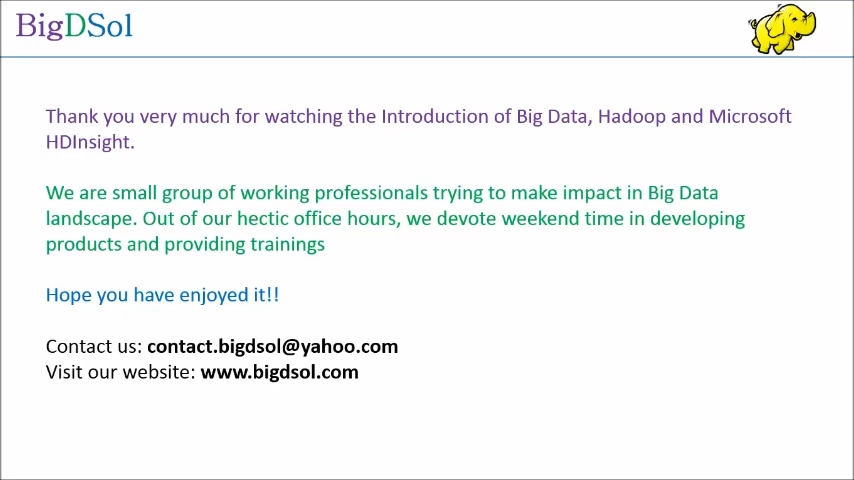 BigDSol
Thank you very much for watching the Introduction of Big Data, Hadoop and Microsoft
HDInsight.
We are small group of working professionals trying to make impact in Big Data
landscape. Out of our hectic office hours, we devote weekend time in developing
products and providing trainings
Hope you have enjoyed it!!
Contact us: contact.bigdsol@yahoo.com
Visit our website: www.bigdsol.com